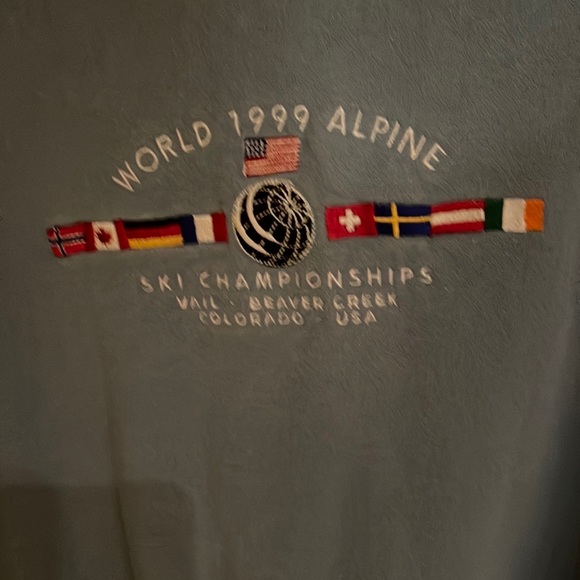 WORLD 1999 ALPINE
SKI CHAMPIONSHIPS
VAIL · BEAVER CREEK
COLORADO · USA